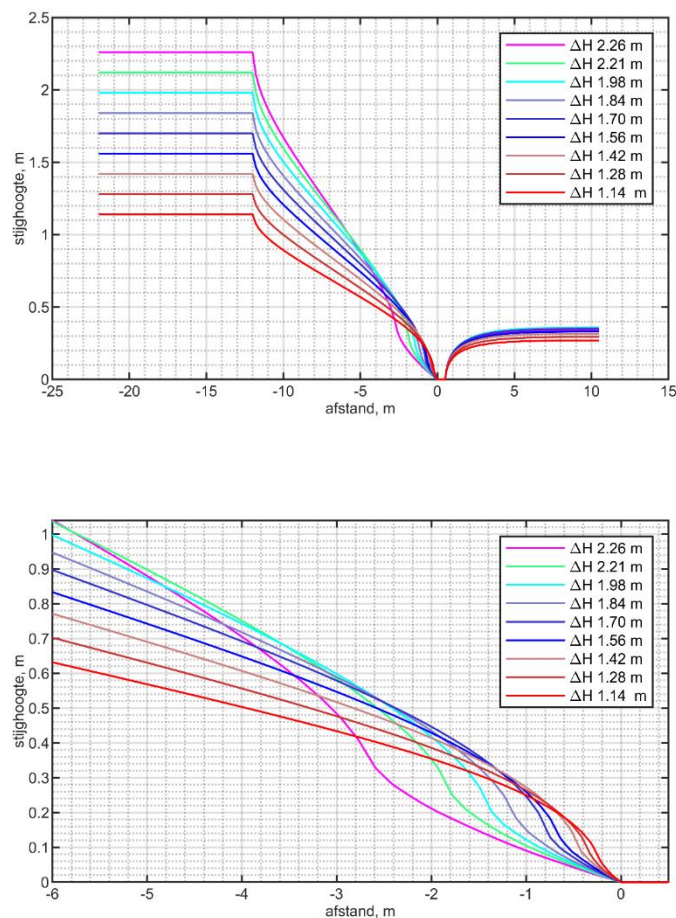 2.5
2
1.5
1
0.5
0
stijghoogte, m
-25 -20 -15 -10 -5 0 5 10 15
afstand, m
ΔH 2.26 m
ΔH 2.21 m
ΔH 1.98 m
ΔH 1.84 m
ΔH 1.70 m
ΔH 1.56 m
ΔH 1.42 m
ΔH 1.28 m
ΔH 1.14 m
1
0.9
0.8
0.7
0.6
0.5
0.4
0.3
0.2
0.1
0
stijghoogte, m
-6 -5 -4 -3 -2 -1 0
afstand, m
ΔH 2.26 m
ΔH 2.21 m
ΔH 1.98 m
ΔH 1.84 m
ΔH 1.70 m
ΔH 1.56 m
ΔH 1.42 m
ΔH 1.28 m
ΔH 1.14 m